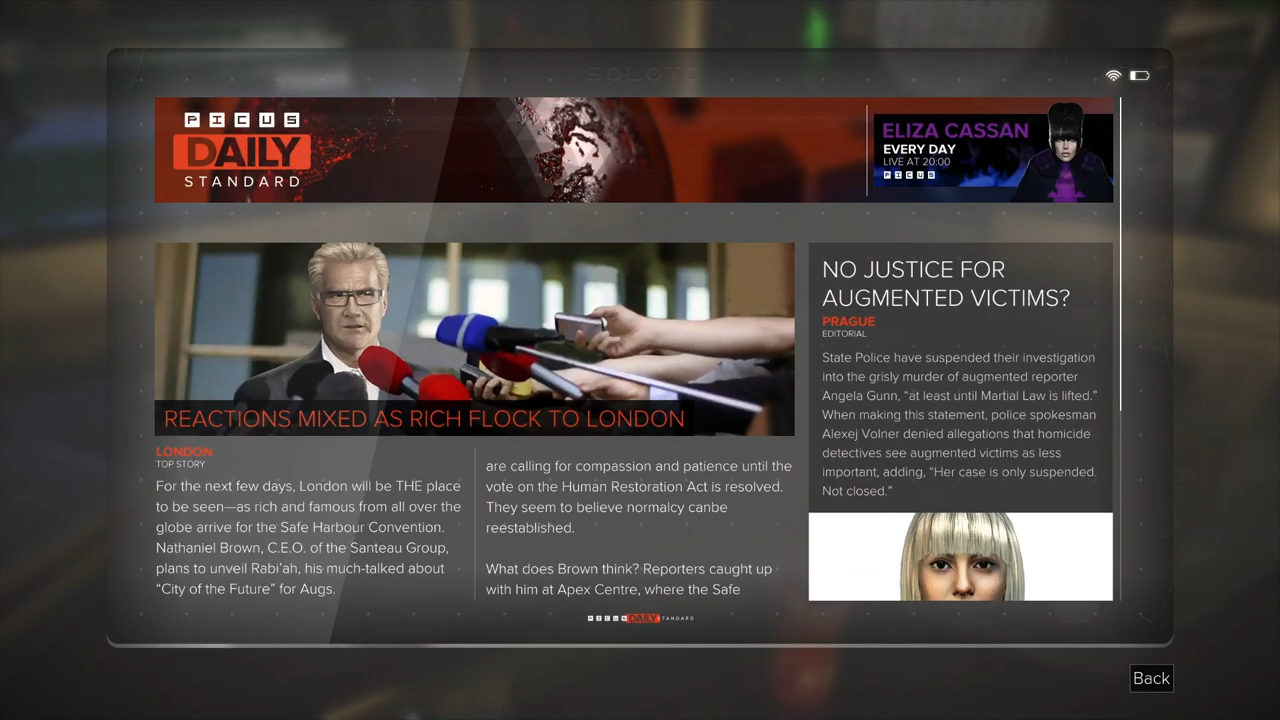 SOLOTO
PICUS
DAILY
STANDARD
ELIZA CASSAN
EVERY DAY
LIVE AT 20:00
PICUS
REACTIONS MIXED AS RICH FLOCK TO LONDON
LONDON
TOP STORY
For the next few days, London will be THE place
to be seen—as rich and famous from all over the
globe arrive for the Safe Harbour Convention.
Nathaniel Brown, C.E.O. of the Santeau Group,
plans to unveil Rabi'ah, his much-talked about
“City of the Future” for Augs.
are calling for compassion and patience until the
vote on the Human Restoration Act is resolved.
They seem to believe normalcy canbe
reestablished.
What does Brown think? Reporters caught up
with him at Apex Centre, where the Safe
NO JUSTICE FOR
AUGMENTED VICTIMS?
PRAGUE
EDITORIAL
State Police have suspended their investigation
into the grisly murder of augmented reporter
Angela Gunn, “at least until Martial Law is lifted.”
When making this statement, police spokesman
Alexej Volner denied allegations that homicide
detectives see augmented victims as less
important, adding, “Her case is only suspended.
Not closed.”
PICUS DAILY STANDARD
Back